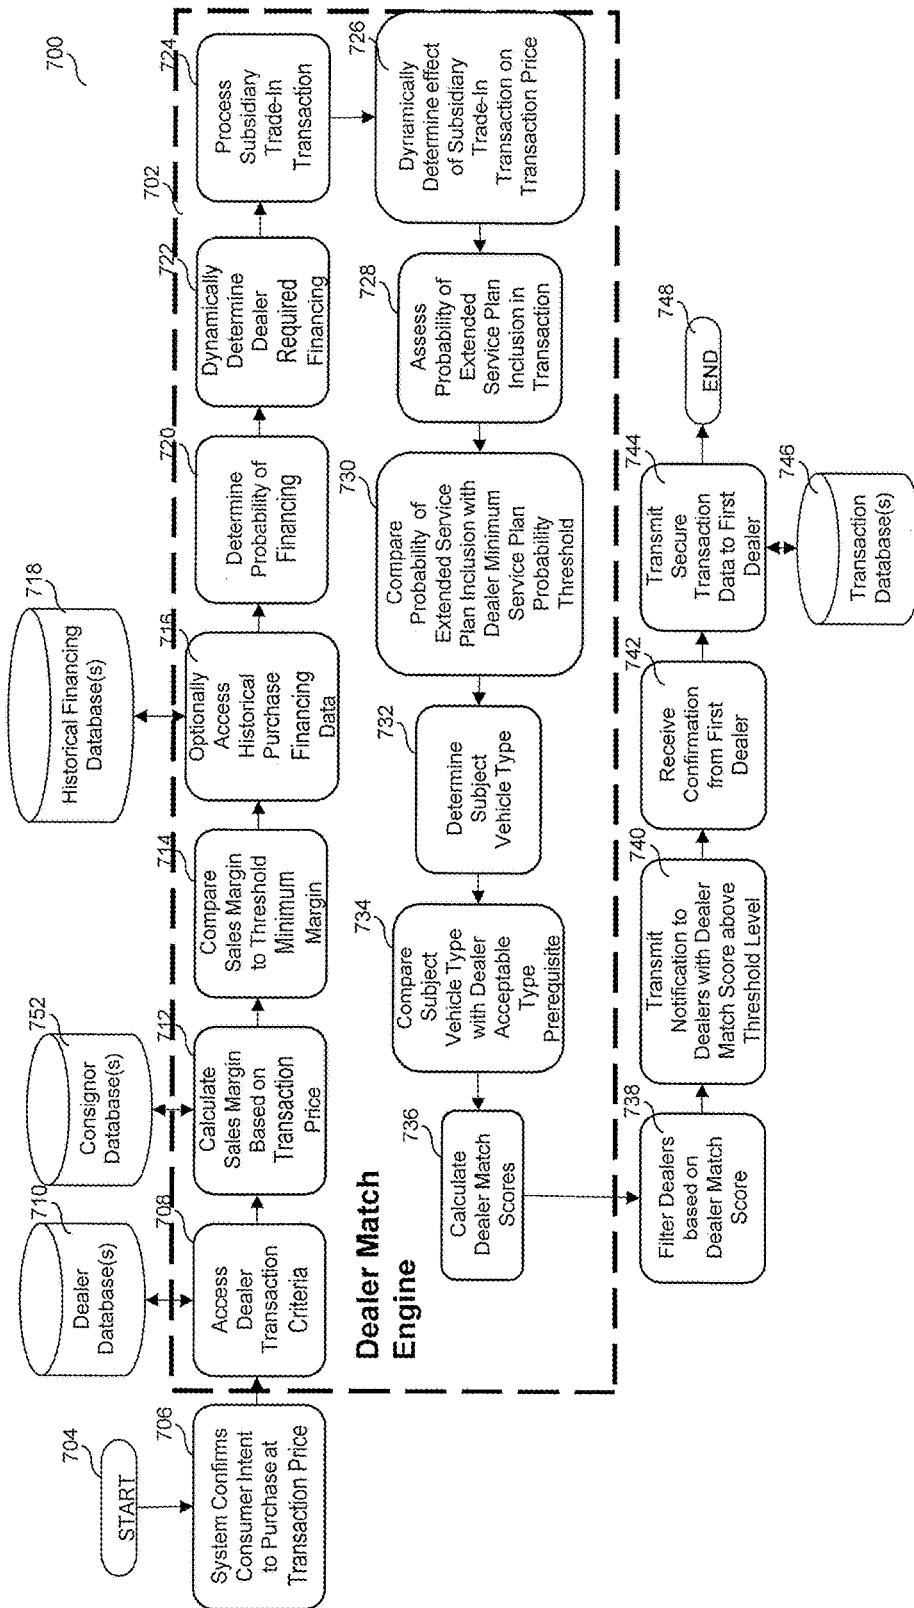 700
704
START
706
System Confirms
Consumer Intent
to Purchase at
Transaction Price
702
Dealer Match
Engine
710
Dealer
Database(s)
708
Access
Dealer
Transaction
Criteria
752
Consignor
Database(s)
712
Calculate
Sales Margin
Based on
Transaction
Price
714
Compare
Sales Margin
to Threshold
Minimum
Margin
718
Historical Financing
Database(s)
716
Optionally
Access
Historical
Purchase
Financing
Data
720
Determine
Probability of
Financing
722
Dynamically
Determine
Dealer
Required
Financing
724
Process
Subsidiary
Trade-In
Transaction
726
Dynamically
Determine effect
of Subsidiary
Trade-In
Transaction on
Transaction Price
728
Assess
Probability of
Extended
Service Plan
Inclusion in
Transaction
730
Compare
Probability of
Extended Service
Plan Inclusion with
Dealer Minimum
Service Plan
Probability
Threshold
732
Determine
Subject
Vehicle Type
734
Compare
Subject
Vehicle Type
with Dealer
Acceptable
Type
Prerequisite
736
Calculate
Dealer Match
Scores
738
Filter Dealers
based on
Dealer Match
Score
740
Transmit
Notification to
Dealers with Dealer
Match Score above
Threshold Level
742
Receive
Confirmation
from First
Dealer
744
Transmit
Secure
Transaction
Data to First
Dealer
746
Transaction
Database(s)
748
END